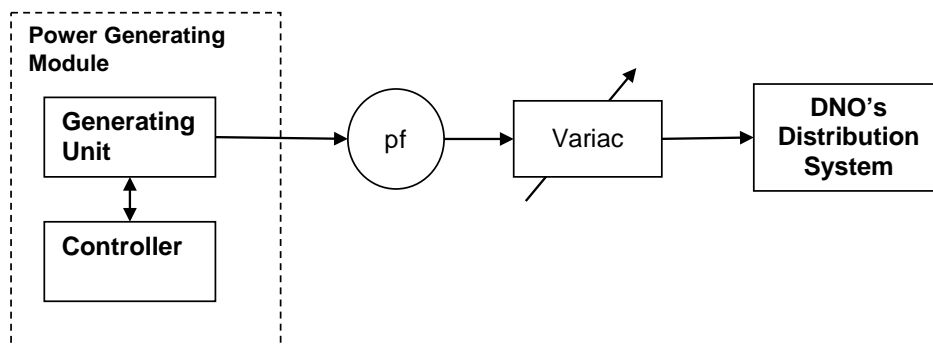 Power Generating
Module
Generating
Unit
Controller
pf
Variac
DNO's
Distribution
System